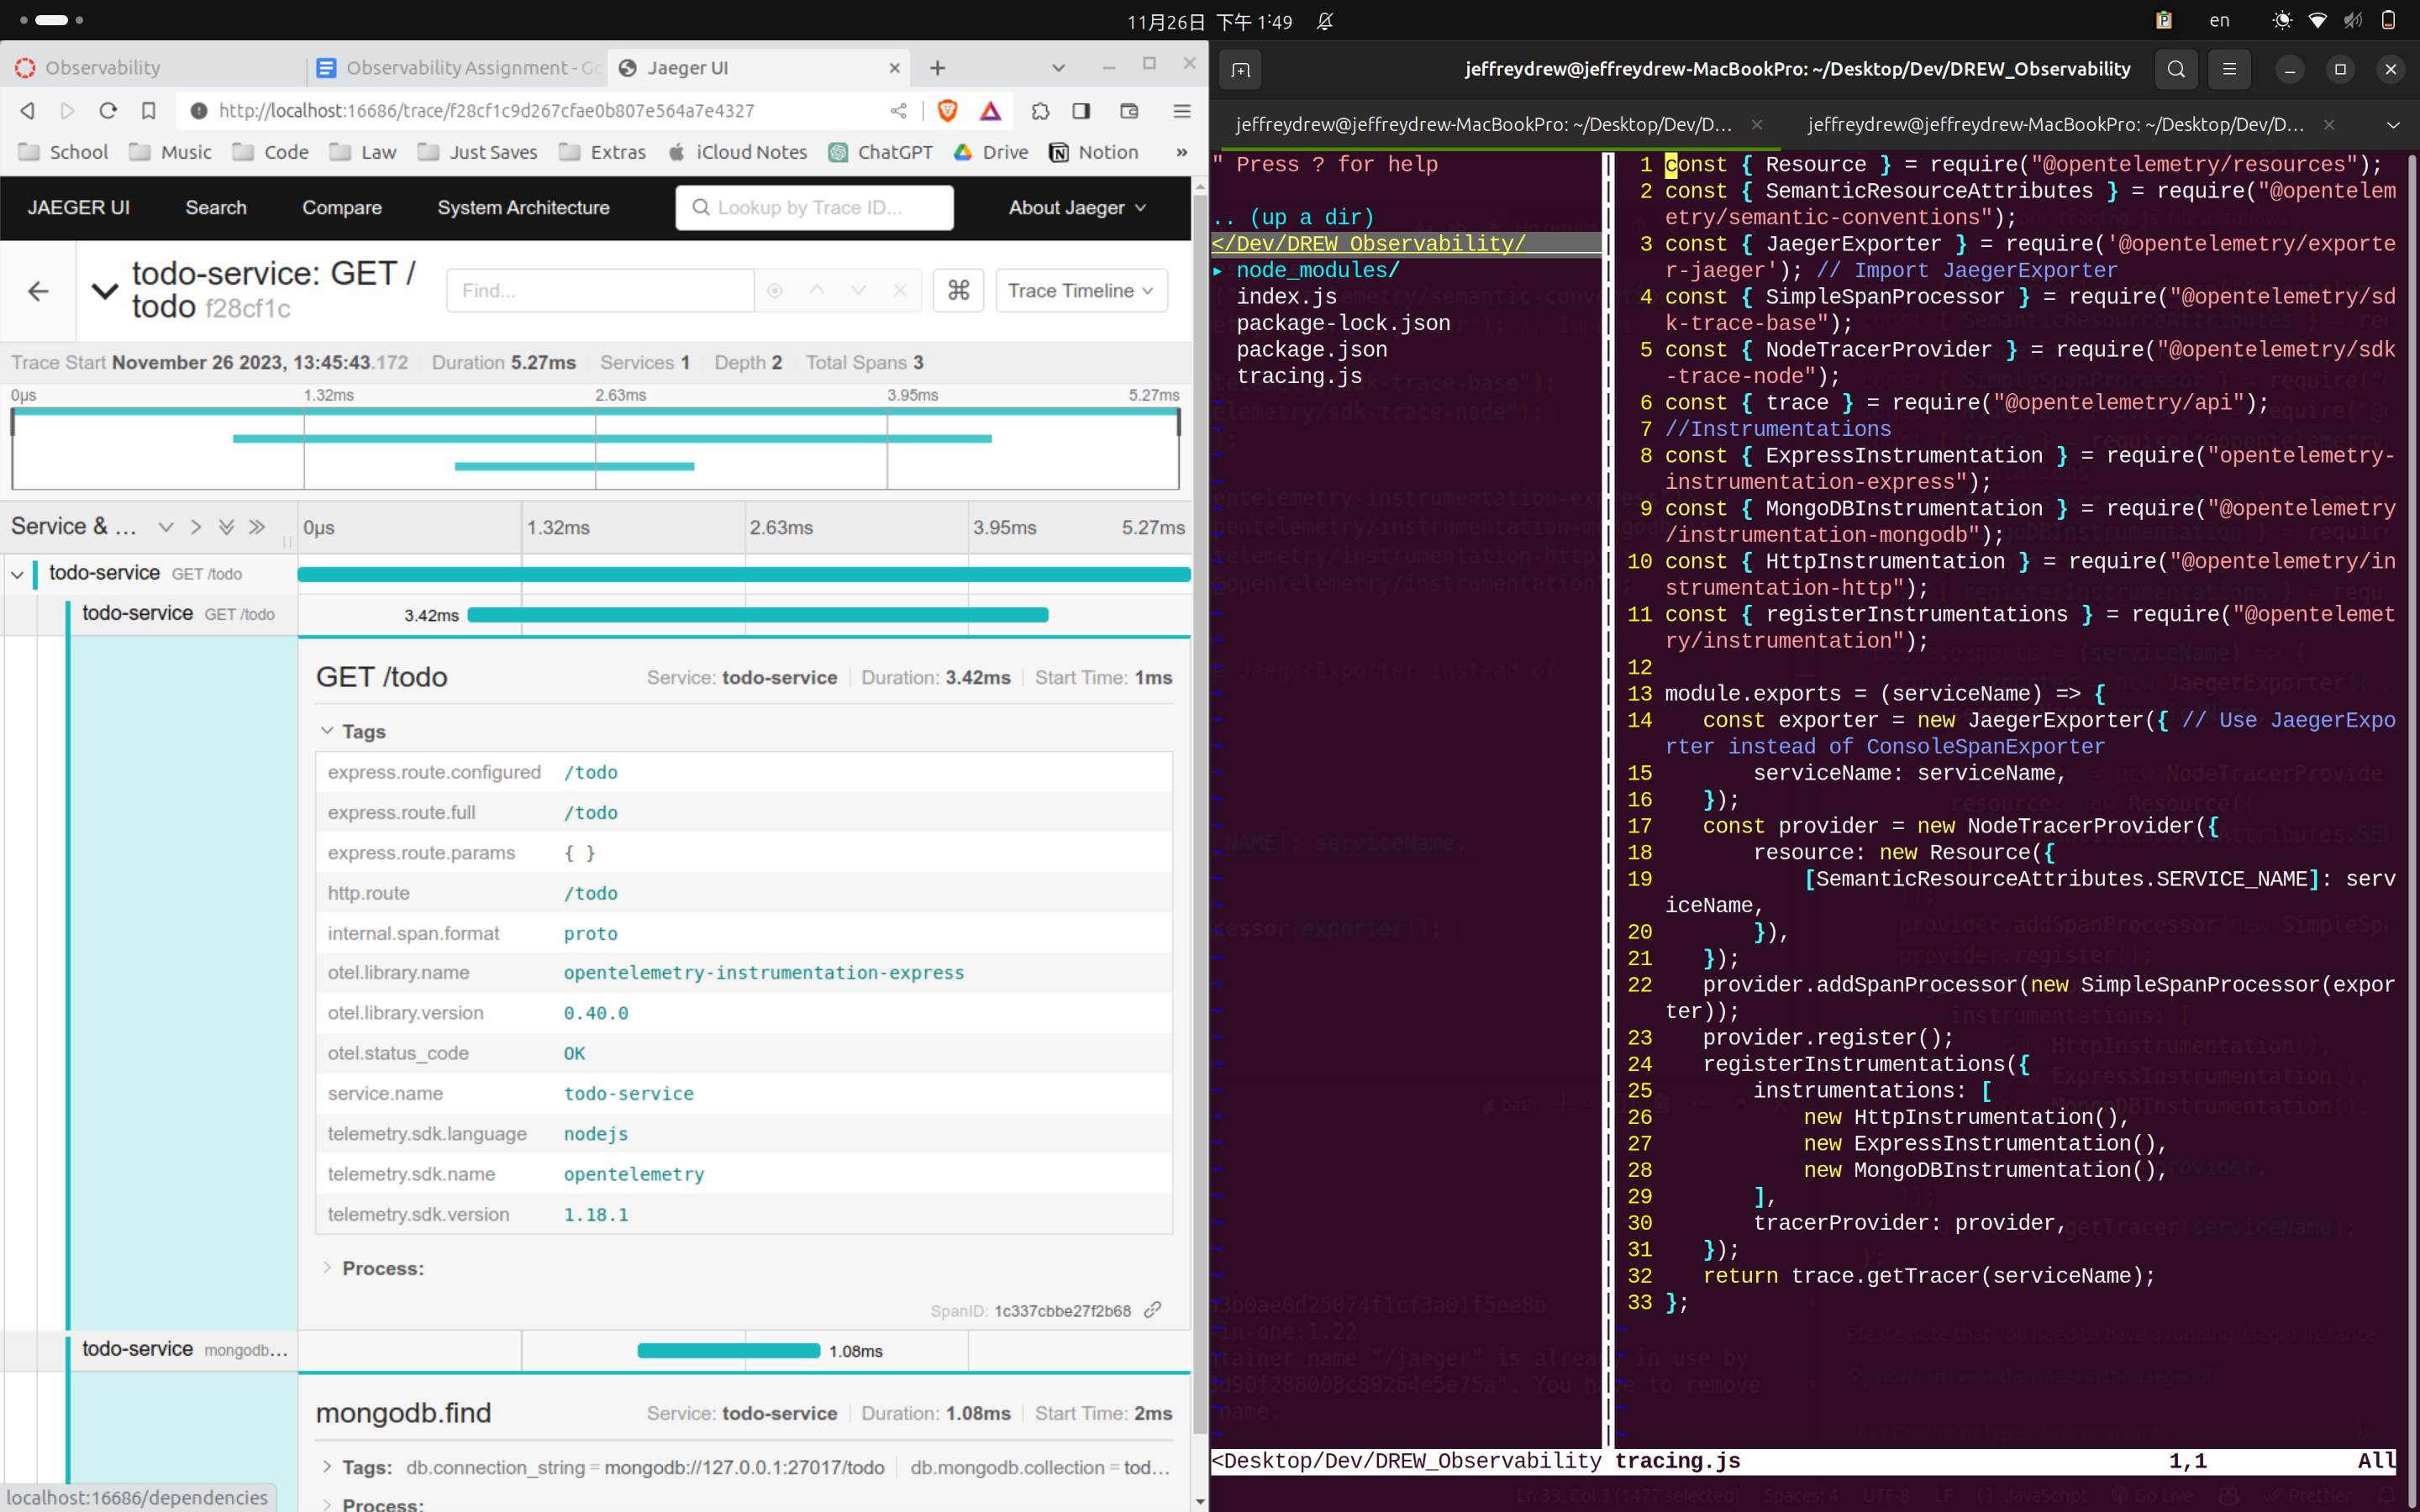 11月26日 下午 1:49
en
Observability
Observability Assignment - Go
Jaeger UI
http://localhost:16686/trace/f28cf1c9d267cfae0b807e564a7e4327
School Music Code Law Just Saves Extras iCloud Notes ChatGPT Drive Notion »
JAEGER UI Search Compare System Architecture Lookup by Trace ID... About Jaeger
todo-service: GET /
todo f28cf1c
Find...
⌘
Trace Timeline
Trace Start November 26 2023, 13:45:43.172 Duration 5.27ms Services 1 Depth 2 Total Spans 3
0μs 1.32ms 2.63ms 3.95ms 5.27ms
Service & ... 0μs 1.32ms 2.63ms 3.95ms 5.27ms
todo-service GET /todo
todo-service GET /todo 3.42ms
GET /todo Service: todo-service Duration: 3.42ms Start Time: 1ms
Tags
express.route.configured /todo
express.route.full /todo
express.route.params { }
http.route /todo
internal.span.format proto
otel.library.name opentelemetry-instrumentation-express
otel.library.version 0.40.0
otel.status_code OK
service.name todo-service
telemetry.sdk.language nodejs
telemetry.sdk.name opentelemetry
telemetry.sdk.version 1.18.1
Process:
SpanID: 1c337cbbe27f2b68
todo-service mongodb... 1.08ms
mongodb.find Service: todo-service Duration: 1.08ms Start Time: 2ms
Tags: db.connection_string = mongodb://127.0.0.1:27017/todo db.mongodb.collection = tod...
Process:
localhost:16686/dependencies
jeffreydrew@jeffreydrew-MacBookPro: ~/Desktop/Dev/DREW_Observability
jeffreydrew@jeffreydrew-MacBookPro: ~/Desktop/Dev/D...
jeffreydrew@jeffreydrew-MacBookPro: ~/Desktop/Dev/D...
" Press ? for help
.. (up a dir)
</Dev/DREW_Observability/
▸ node_modules/
index.js
package-lock.json
package.json
tracing.js
1 const { Resource } = require("@opentelemetry/resources");
2 const { SemanticResourceAttributes } = require("@opentelem
etry/semantic-conventions");
3 const { JaegerExporter } = require('@opentelemetry/exporte
r-jaeger'); // Import JaegerExporter
4 const { SimpleSpanProcessor } = require("@opentelemetry/sd
k-trace-base");
5 const { NodeTracerProvider } = require("@opentelemetry/sdk
-trace-node");
6 const { trace } = require("@opentelemetry/api");
7 //Instrumentations
8 const { ExpressInstrumentation } = require("opentelemetry-
instrumentation-express");
9 const { MongoDBInstrumentation } = require("@opentelemetry
/instrumentation-mongodb");
10 const { HttpInstrumentation } = require("@opentelemetry/in
strumentation-http");
11 const { registerInstrumentations } = require("@opentelemet
ry/instrumentation");
12
13 module.exports = (serviceName) => {
14 const exporter = new JaegerExporter({ // Use JaegerExpo
rter instead of ConsoleSpanExporter
15 serviceName: serviceName,
16 });
17 const provider = new NodeTracerProvider({
18 resource: new Resource({
19 [SemanticResourceAttributes.SERVICE_NAME]: serv
iceName,
20 }),
21 });
22 provider.addSpanProcessor(new SimpleSpanProcessor(expor
ter));
23 provider.register();
24 registerInstrumentations({
25 instrumentations: [
26 new HttpInstrumentation(),
27 new ExpressInstrumentation(),
28 new MongoDBInstrumentation(),
29 ],
30 tracerProvider: provider,
31 });
32 return trace.getTracer(serviceName);
33 };
<Desktop/Dev/DREW_Observability tracing.js 1,1 All